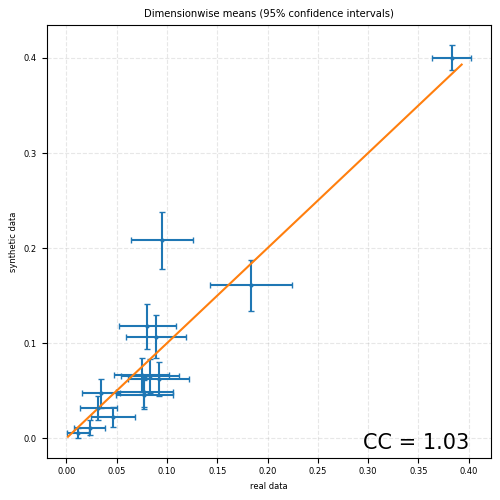 Dimensionwise means (95% confidence intervals)
synthetic data
0.4
0.3
0.2
0.1
0.0
CC = 1.03
0.00 0.05 0.10 0.15 0.20 0.25 0.30 0.35 0.40
real data